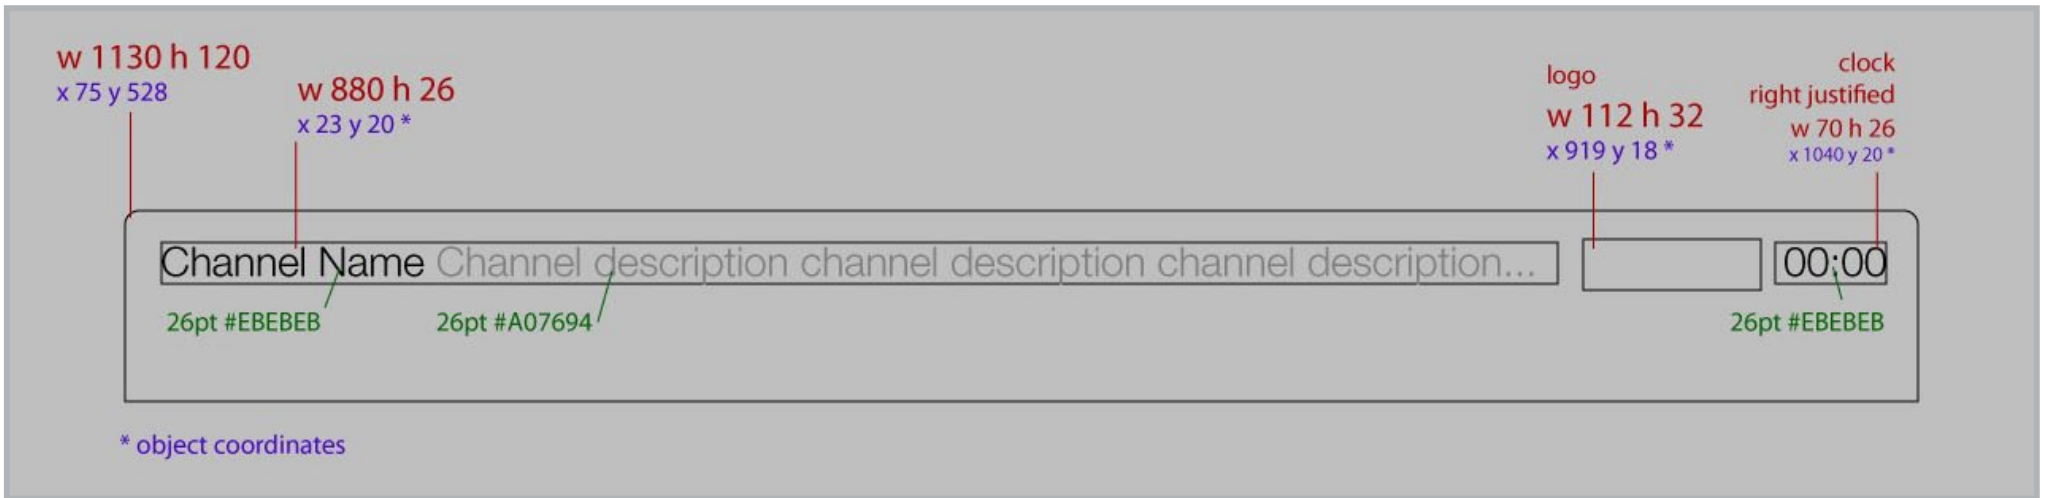 w 1130 h 120
x 75 y 528
w 880 h 26
x 23 y 20 *
logo
w 112 h 32
x 919 y 18 *
clock
right justified
w 70 h 26
x 1040 y 20 *
Channel Name Channel description channel description channel description...
00:00
26pt #EBEBEB
26pt #A07694
26pt #EBEBEB
* object coordinates